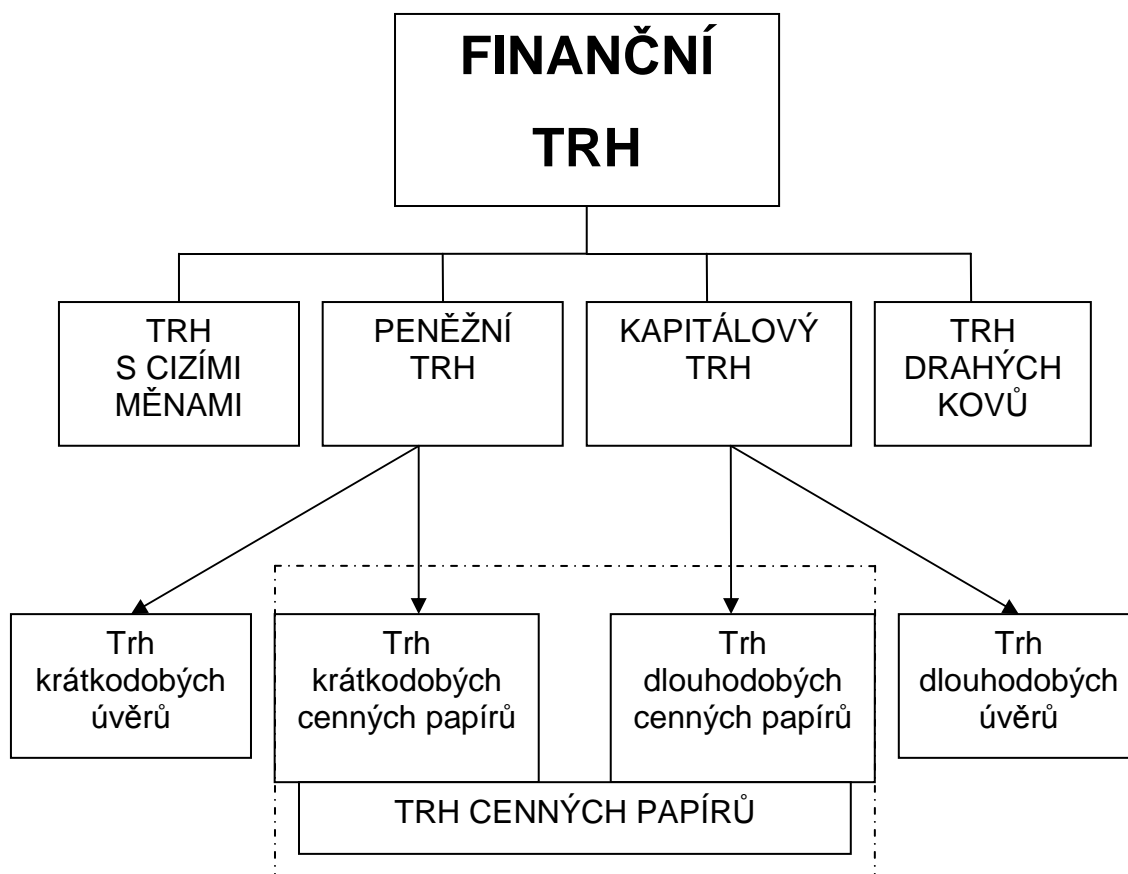 FINANČNÍ
TRH
TRH
S CIZÍMI
MĚNAMI
PENĚŽNÍ
TRH
KAPITÁLOVÝ
TRH
TRH
DRAHÝCH
KOVŮ
Trh
krátkodobých
úvěrů
Trh
krátkodobých
cenných papírů
Trh
dlouhodobých
cenných papírů
Trh
dlouhodobých
úvěrů
TRH CENNÝCH PAPÍRŮ